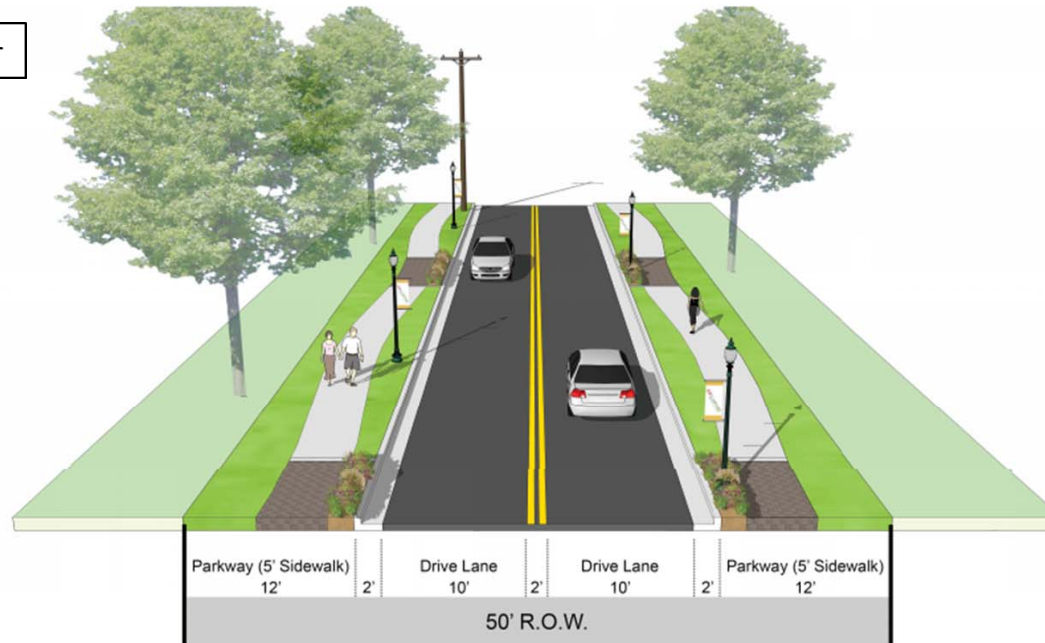 Parkway (5' Sidewalk)
12'
2'
Drive Lane
10'
2'
Drive Lane
10'
2'
Parkway (5' Sidewalk)
12'
50' R.O.W.